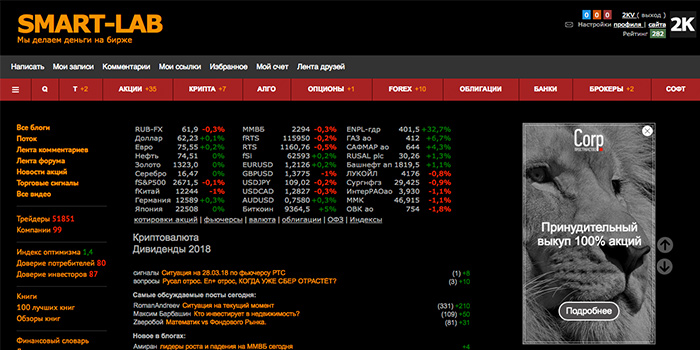 SMART-LAB
Мы делаем деньги на бирже
0 0 0 2KV ( выход )
Настройки профиля | сайта
Рейтинг 282
2K
Написать Мои записи Комментарии Мои ссылки Избранное Мой счет Лента друзей
Q T +2 АКЦИИ +35 КРИПТА +7 АЛГО ОПЦИОНЫ +1 FOREX +10 ОБЛИГАЦИИ БАНКИ БРОКЕРЫ +2 СОФТ
Все блоги
Поток
Лента комментариев
Лента форума
Новости акций
Торговые сигналы
Все видео
Трейдеры 51851
Компании 99
Индекс оптимизма 1,4
Доверие потребителей 80
Доверие инвесторов 87
Книги
100 лучших книг
Обзоры книг
Финансовый словарь
RUB-FX 61,9 -0,3% ММВБ 2294 -0,3% ENPL-гдр 401,5 +32,7%
Доллар 62,23 +0,1% fRTS 115950 -0,2% ГАЗ ао 412 +6,7%
Евро 75,55 +0,2% RTS 1160,76 -0,5% САФМАР ао 644 +4,3%
Нефть 74,51 0% fSi 62593 +0,2% RUSAL plc 30,26 +1,3%
Золото 1323,0 0% EURUSD 1,2126 +0,2% Башнефт ап 1819,5 +1,1%
Серебро 16,47 0% GBPUSD 1,3775 -1% ЛУКОЙЛ 4176 -0,8%
fS&P500 2671,5 -0,1% USDJPY 109,02 -0,2% Сургнфгз 29,425 -0,9%
fКитай 12244 -1% USDCAD 1,2827 -0,3% ИнтерРАОао 3,930 -1,1%
Германия 12589 +0,3% AUDUSD 0,7570 +0,3% ММК 46,915 -1,1%
Япония 22508 0% Биткоин 9364,5 +5% ОВК ао 754 -1,8%
котировки акций | фьючерсы | валюта | облигации | ОФЗ | Индексы
Криптовалюта
Дивиденды 2018
сигналы Ситуация на 28.03.18 по фьючерсу РТС (1) +8
вопросы Русал отрос. Ен+ отрос, КОГДА УЖЕ СБЕР ОТРАСТЁТ? (10) +3
Самые обсуждаемые посты сегодня:
RomanAndreev Ситуация на текущий момент (331) +210
Максим Барбашин Кто инвестирует в недвижимость? (109) +50
Zверобой Математик vs Фондового Рынка. (81) +31
Новое в блогах:
Амиран лидеры роста и падения на ММВБ сегодня +4
Corp
Принудительный
выкуп 100% акций
Подробнее